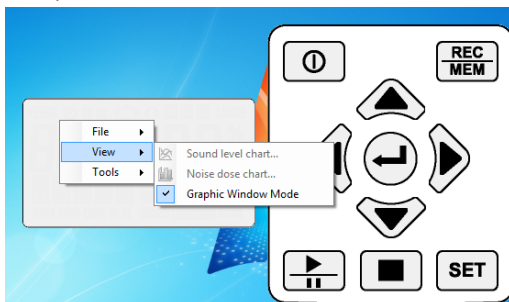 REC
MEM
File
View
Tools
Sound level chart...
Noise dose chart...
Graphic Window Mode
SET